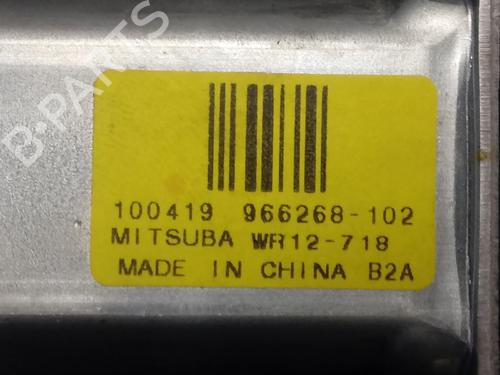 B-PARTS
100419 966268-102
MITSUBA WR12-718
MADE IN CHINA B2A